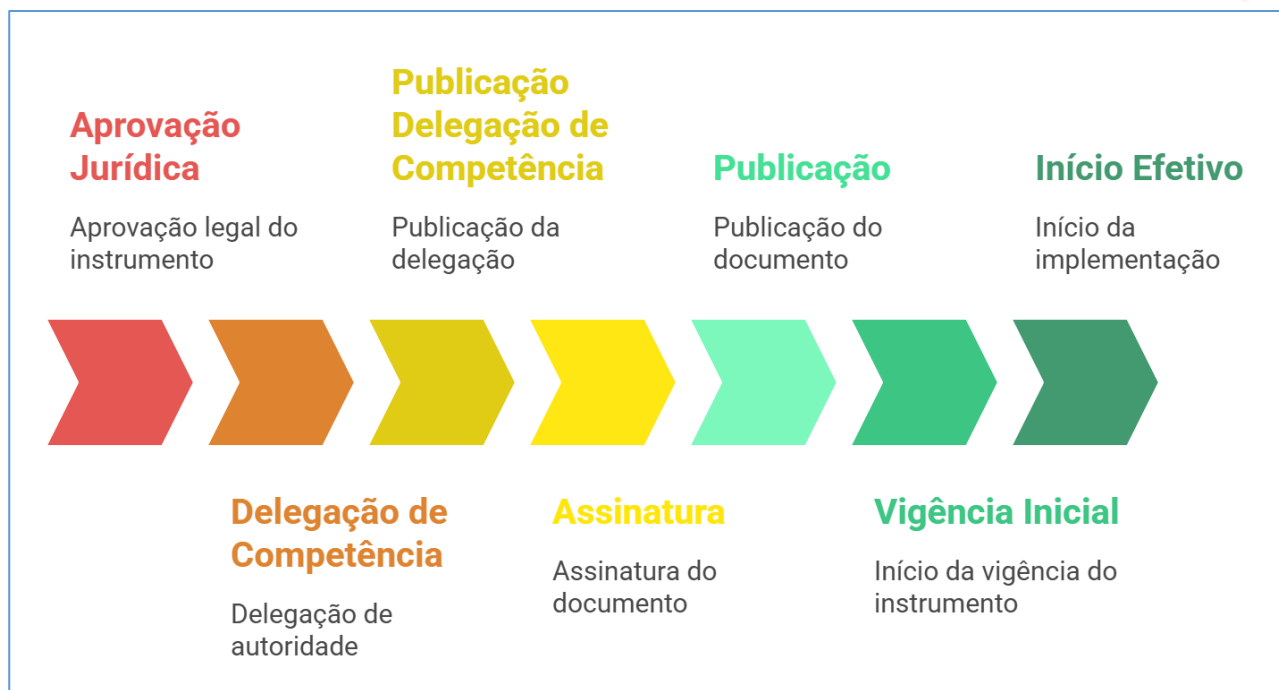 Aprovação
Jurídica
Aprovação legal do
instrumento
Delegação de
Competência
Delegação de
autoridade
Publicação
Delegação de
Competência
Publicação da
delegação
Assinatura
Assinatura do
documento
Publicação
Publicação do
documento
Vigência Inicial
Início da vigência do
instrumento
Início Efetivo
Início da
implementação